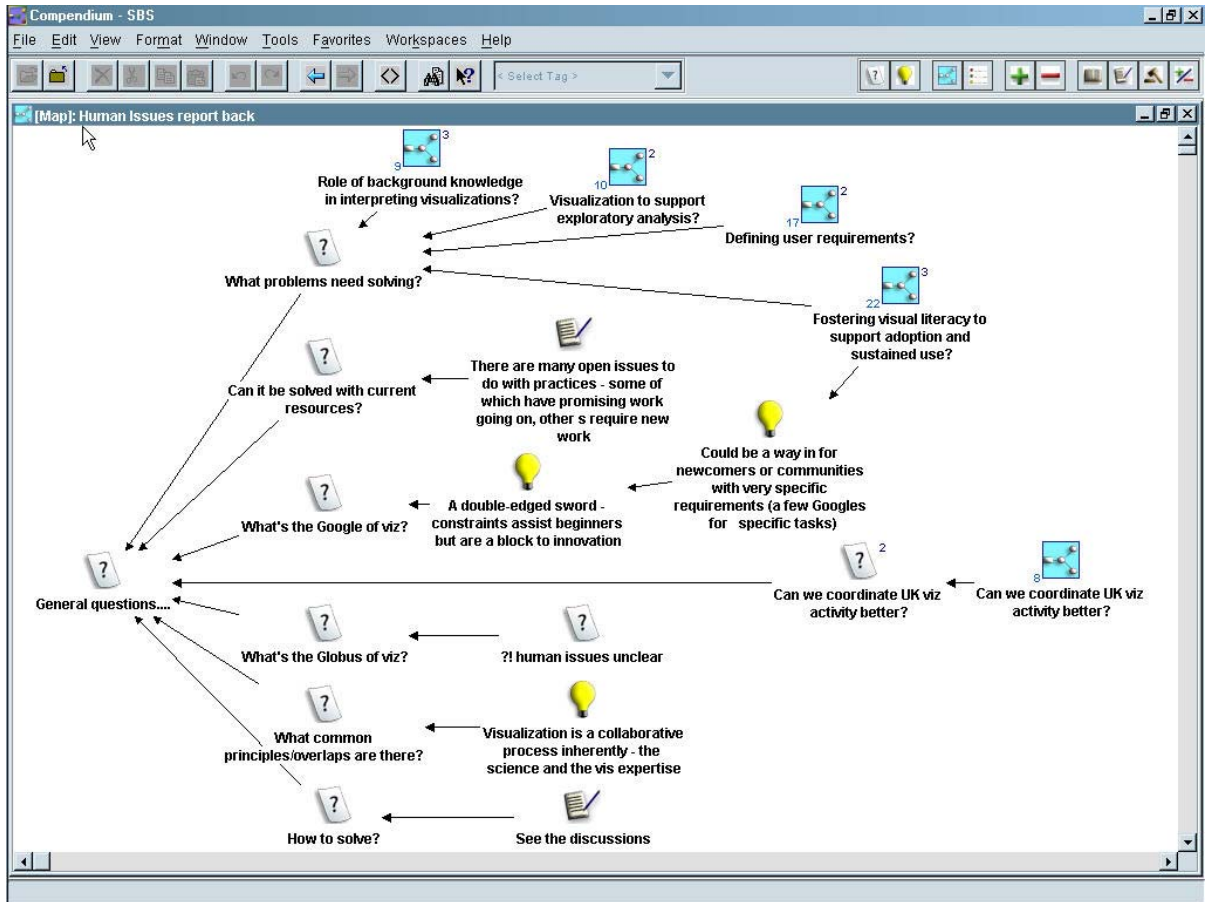 Compendium - SBS
File Edit View Format Window Tools Favorites Workspaces Help
< Select Tag >
[Map]: Human Issues report back
3
9
Role of background knowledge
in interpreting visualizations?
2
10
Visualization to support
exploratory analysis?
2
17
Defining user requirements?
?
What problems need solving?
3
22
Fostering visual literacy to
support adoption and
sustained use?
?
Can it be solved with current
resources?
There are many open issues to
do with practices - some of
which have promising work
going on, other s require new
work
Could be a way in for
newcomers or communities
with very specific
requirements (a few Googles
for specific tasks)
?
What's the Google of viz?
A double-edged sword -
constraints assist beginners
but are a block to innovation
?
General questions....
? 2
Can we coordinate UK viz
activity better?
8
Can we coordinate UK viz
activity better?
?
What's the Globus of viz?
?
?! human issues unclear
?
What common
principles/overlaps are there?
Visualization is a collaborative
process inherently - the
science and the vis expertise
?
How to solve?
See the discussions